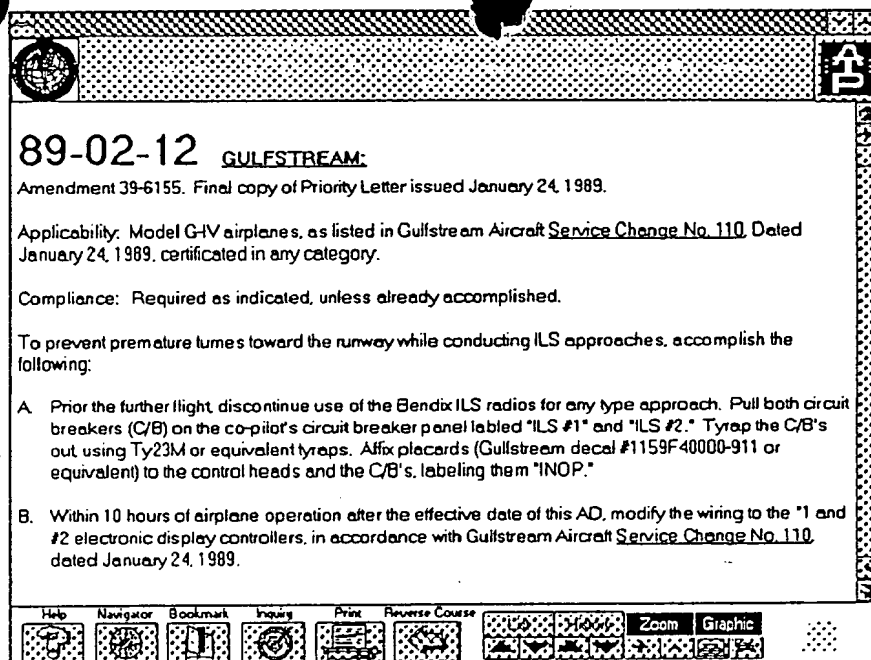 ATP
89-02-12 GULFSTREAM:
Amendment 39-6155. Final copy of Priority Letter issued January 24, 1989.
Applicability: Model G-IV airplanes, as listed in Gulfstream Aircraft Service Change No. 110, Dated
January 24, 1989, certificated in any category.
Compliance: Required as indicated, unless already accomplished.
To prevent premature turnes toward the runway while conducting ILS approaches, accomplish the
following:
A. Prior the further flight, discontinue use of the Bendix ILS radios for any type approach. Pull both circuit
breakers (C/B) on the co-pilot's circuit breaker panel labled "ILS #1" and "ILS #2." Tyrap the C/B's
out using Ty23M or equivalent tyraps. Affix placards (Gulfstream decal #1159F40000-911 or
equivalent) to the control heads and the C/B's, labeling them "INOP."
B. Within 10 hours of airplane operation after the effective date of this AD, modify the wiring to the "1 and
#2 electronic display controllers, in accordance with Gulfstream Aircraft Service Change No. 110,
dated January 24, 1989.
Help Navigator Bookmark Inquiry Print Reverse Course
Zoom Graphic